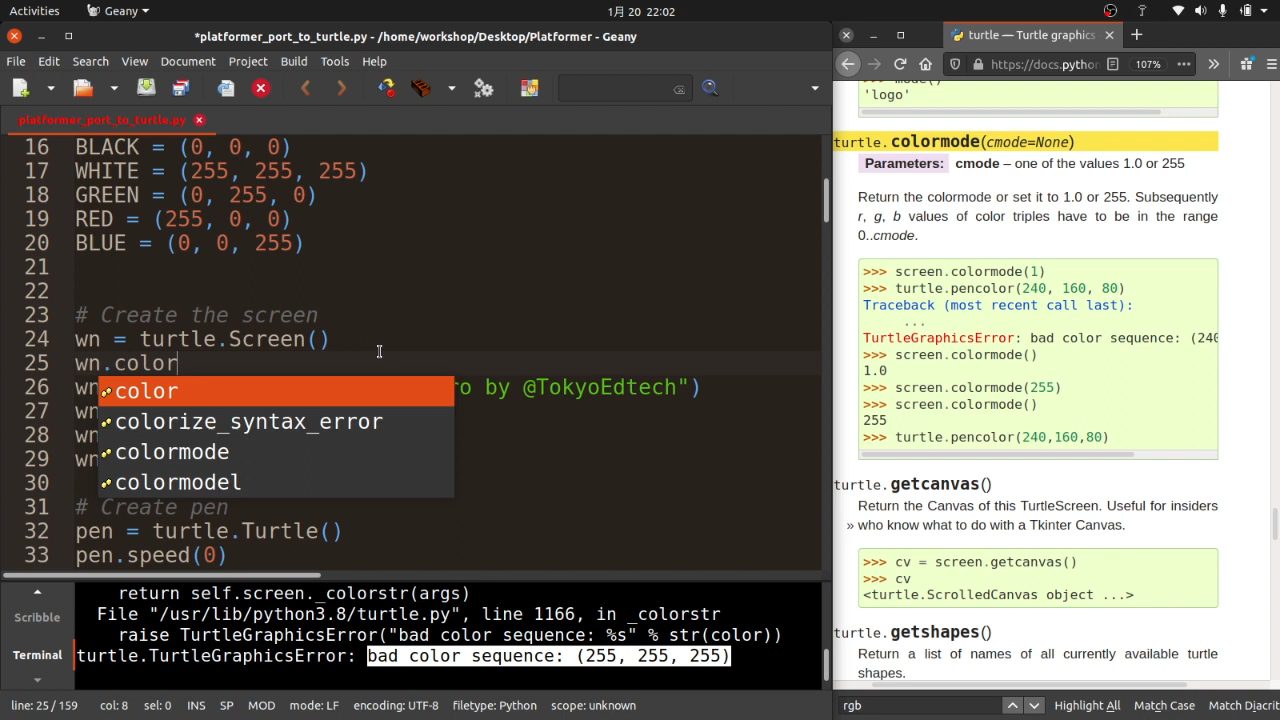 Activities
Geany
1月 20 22:02
*platformer_port_to_turtle.py - /home/workshop/Desktop/Platformer - Geany
turtle — Turtle graphics
File Edit Search View Document Project Build Tools Help
https://docs.python
107%
platformer_port_to_turtle.py
16 BLACK = (0, 0, 0)
17 WHITE = (255, 255, 255)
18 GREEN = (0, 255, 0)
19 RED = (255, 0, 0)
20 BLUE = (0, 0, 255)
21
22
23 # Create the screen
24 wn = turtle.Screen()
25 wn.color
26 wn ro by @TokyoEdtech")
27 wn
28 wn
29 wn
30
31 # Create pen
32 pen = turtle.Turtle()
33 pen.speed(0)
color
colorize_syntax_error
colormode
colormodel
Scribble
Terminal
return self.screen._colorstr(args)
File "/usr/lib/python3.8/turtle.py", line 1166, in _colorstr
raise TurtleGraphicsError("bad color sequence: %s" % str(color))
turtle.TurtleGraphicsError: bad color sequence: (255, 255, 255)
line: 25 / 159 col: 8 sel: 0 INS SP MOD mode: LF encoding: UTF-8 filetype: Python scope: unknown
>>> mode()
'logo'
turtle.colormode(cmode=None)
Parameters: cmode – one of the values 1.0 or 255
Return the colormode or set it to 1.0 or 255. Subsequently
r, g, b values of color triples have to be in the range
0..cmode.
>>> screen.colormode(1)
>>> turtle.pencolor(240, 160, 80)
Traceback (most recent call last):
...
TurtleGraphicsError: bad color sequence: (240
>>> screen.colormode()
1.0
>>> screen.colormode(255)
>>> screen.colormode()
255
>>> turtle.pencolor(240,160,80)
turtle.getcanvas()
Return the Canvas of this TurtleScreen. Useful for insiders
» who know what to do with a Tkinter Canvas.
>>> cv = screen.getcanvas()
>>> cv
<turtle.ScrolledCanvas object ...>
turtle.getshapes()
Return a list of names of all currently available turtle
shapes.
rgb
Highlight All Match Case Match Diacrit